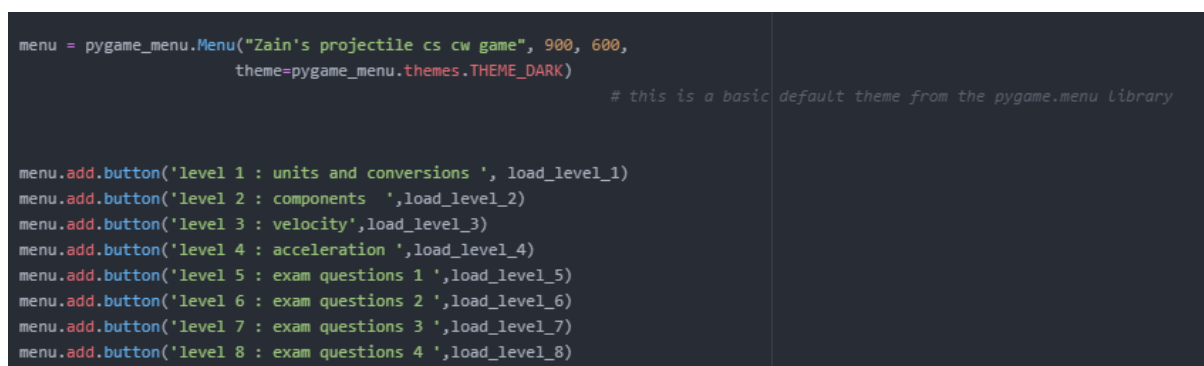 menu = pygame_menu.Menu("Zain's projectile cs cw game", 900, 600,
theme=pygame_menu.themes.THEME_DARK)
# this is a basic default theme from the pygame.menu library
menu.add.button('level 1 : units and conversions ', load_level_1)
menu.add.button('level 2 : components  ',load_level_2)
menu.add.button('level 3 : velocity',load_level_3)
menu.add.button('level 4 : acceleration ',load_level_4)
menu.add.button('level 5 : exam questions 1 ',load_level_5)
menu.add.button('level 6 : exam questions 2 ',load_level_6)
menu.add.button('level 7 : exam questions 3 ',load_level_7)
menu.add.button('level 8 : exam questions 4 ',load_level_8)